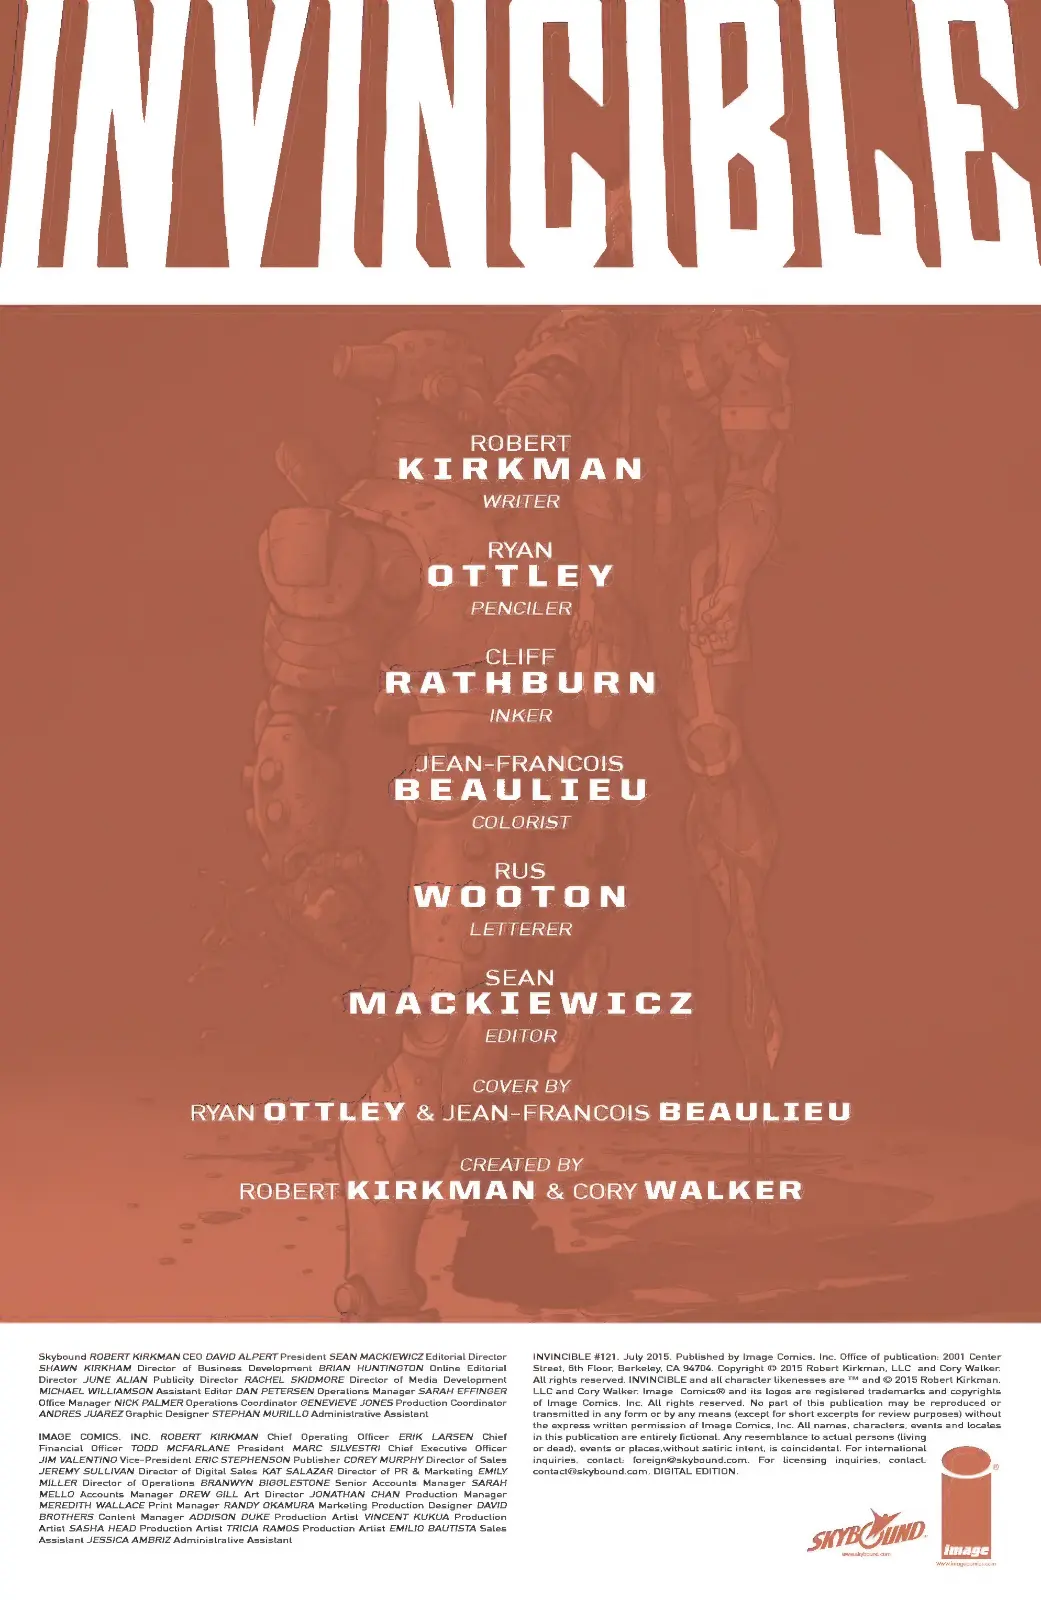 INVINCIBLE
ROBERT
KIRKMAN
WRITER
RYAN
OTTLEY
PENCILER
CLIFF
RATHBURN
INKER
JEAN-FRANCOIS
BEAULIEU
COLORIST
RUS
WOOTON
LETTERER
SEAN
MACKIEWICZ
EDITOR
COVER BY
RYAN OTTLEY & JEAN-FRANCOIS BEAULIEU
CREATED BY
ROBERT KIRKMAN & CORY WALKER
Skybound ROBERT KIRKMAN CEO DAVID ALPERT President SEAN MACKIEWICZ Editorial Director
SHAWN KIRKHAM Director of Business Development BRIAN HUNTINGTON Online Editorial
Director JUNE ALIAN Publicity Director RACHEL SKIDMORE Director of Media Development
MICHAEL WILLIAMSON Assistant Editor DAN PETERSEN Operations Manager SARAH EFFINGER
Office Manager NICK PALMER Operations Coordinator GENEVIEVE JONES Production Coordinator
ANDRES JUAREZ Graphic Designer STEPHAN MURILLO Administrative Assistant
IMAGE COMICS, INC. ROBERT KIRKMAN Chief Operating Officer ERIK LARSEN Chief
Financial Officer TODD MCFARLANE President MARC SILVESTRI Chief Executive Officer
JIM VALENTINO Vice-President ERIC STEPHENSON Publisher COREY MURPHY Director of Sales
JEREMY SULLIVAN Director of Digital Sales KAT SALAZAR Director of PR & Marketing EMILY
MILLER Director of Operations BRANWYN BIGGLESTONE Senior Accounts Manager SARAH
MELLO Accounts Manager DREW GILL Art Director JONATHAN CHAN Production Manager
MEREDITH WALLACE Print Manager RANDY OKAMURA Marketing Production Designer DAVID
BROTHERS Content Manager ADDISON DUKE Production Artist VINCENT KUKUA Production
Artist SASHA HEAD Production Artist TRICIA RAMOS Production Artist EMILIO BAUTISTA Sales
Assistant JESSICA AMBRIZ Administrative Assistant
INVINCIBLE #121. July 2015. Published by Image Comics, Inc. Office of publication: 2001 Center
Street, 6th Floor, Berkeley, CA 94704. Copyright © 2015 Robert Kirkman, LLC and Cory Walker.
All rights reserved. INVINCIBLE and all character likenesses are ™ and © 2015 Robert Kirkman,
LLC and Cory Walker. Image Comics® and its logos are registered trademarks and copyrights
of Image Comics, Inc. All rights reserved. No part of this publication may be reproduced or
transmitted in any form or by any means (except for short excerpts for review purposes) without
the express written permission of Image Comics, Inc. All names, characters, events and locales
in this publication are entirely fictional. Any resemblance to actual persons (living
or dead), events or places,without satiric intent, is coincidental. For international
inquiries, contact: foreign@skybound.com. For licensing inquiries, contact:
contact@skybound.com. DIGITAL EDITION.
SKYBOUND.
www.skybound.com
image
®
www.imagecomics.com